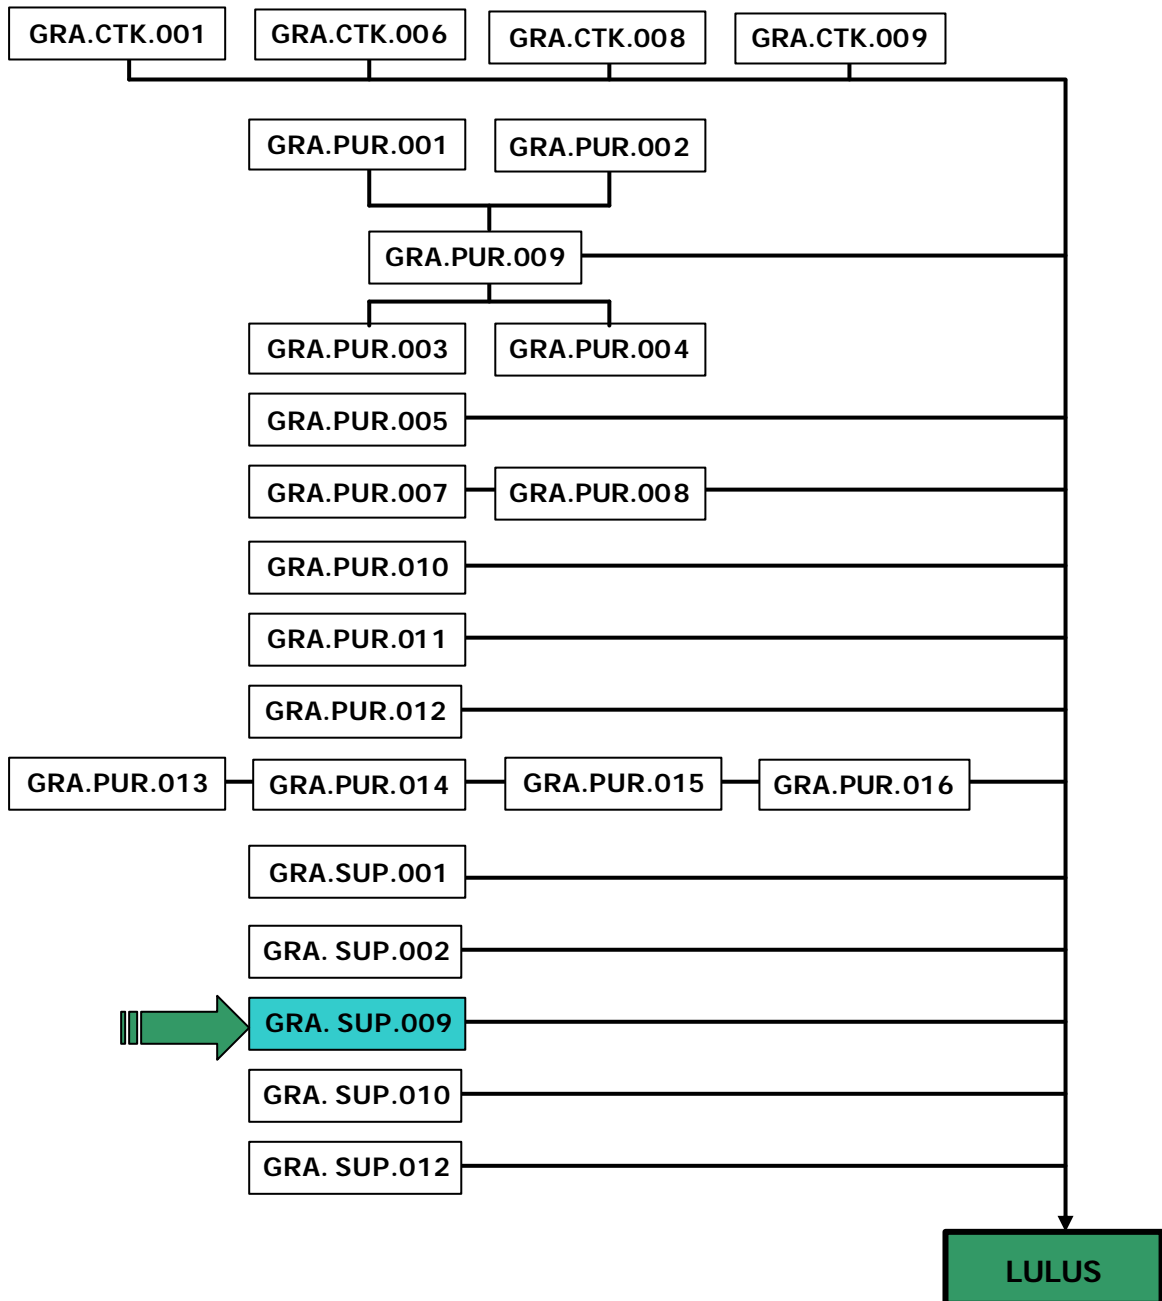 GRA.CTK.001 GRA.CTK.006 GRA.CTK.008 GRA.CTK.009
GRA.PUR.001 GRA.PUR.002
GRA.PUR.009
GRA.PUR.003 GRA.PUR.004
GRA.PUR.005
GRA.PUR.007 GRA.PUR.008
GRA.PUR.010
GRA.PUR.011
GRA.PUR.012
GRA.PUR.013 GRA.PUR.014 GRA.PUR.015 GRA.PUR.016
GRA.SUP.001
GRA. SUP.002
GRA. SUP.009
GRA. SUP.010
GRA. SUP.012
LULUS